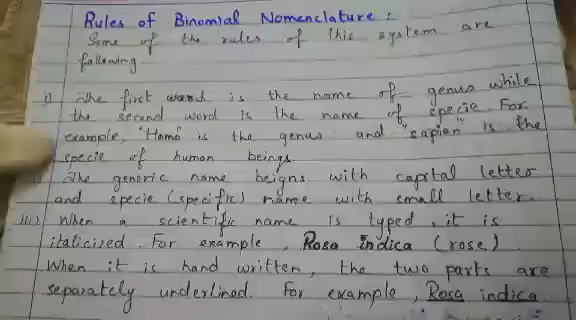 Rules of Binomial Nomenclature :
Some of the rules of this system are
following
i) The first word is the name of genus while
the second word is the name of specie For
example, "Homo" is the genus and "sapien" is the
specie of human beings
The generic name beigns with capital letter
and specie (specific) name with small letter.
iii) When a scientific name is typed, it is
italicized. For example, Rosa indica (rose)
When it is hand written, the two parts are
separately underlined. For example, Rosa indica